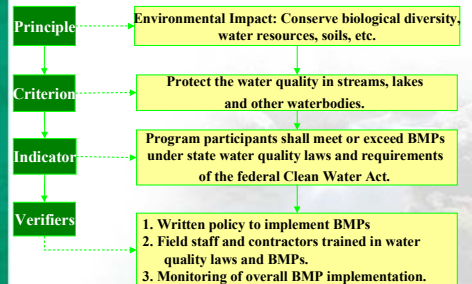 Principle
Environmental Impact: Conserve biological diversity,
water resources, soils, etc.
Criterion
Protect the water quality in streams, lakes
and other waterbodies.
Indicator
Program participants shall meet or exceed BMPs
under state water quality laws and requirements
of the federal Clean Water Act.
Verifiers
1. Written policy to implement BMPs
2. Field staff and contractors trained in water
quality laws and BMPs.
3. Monitoring of overall BMP implementation.